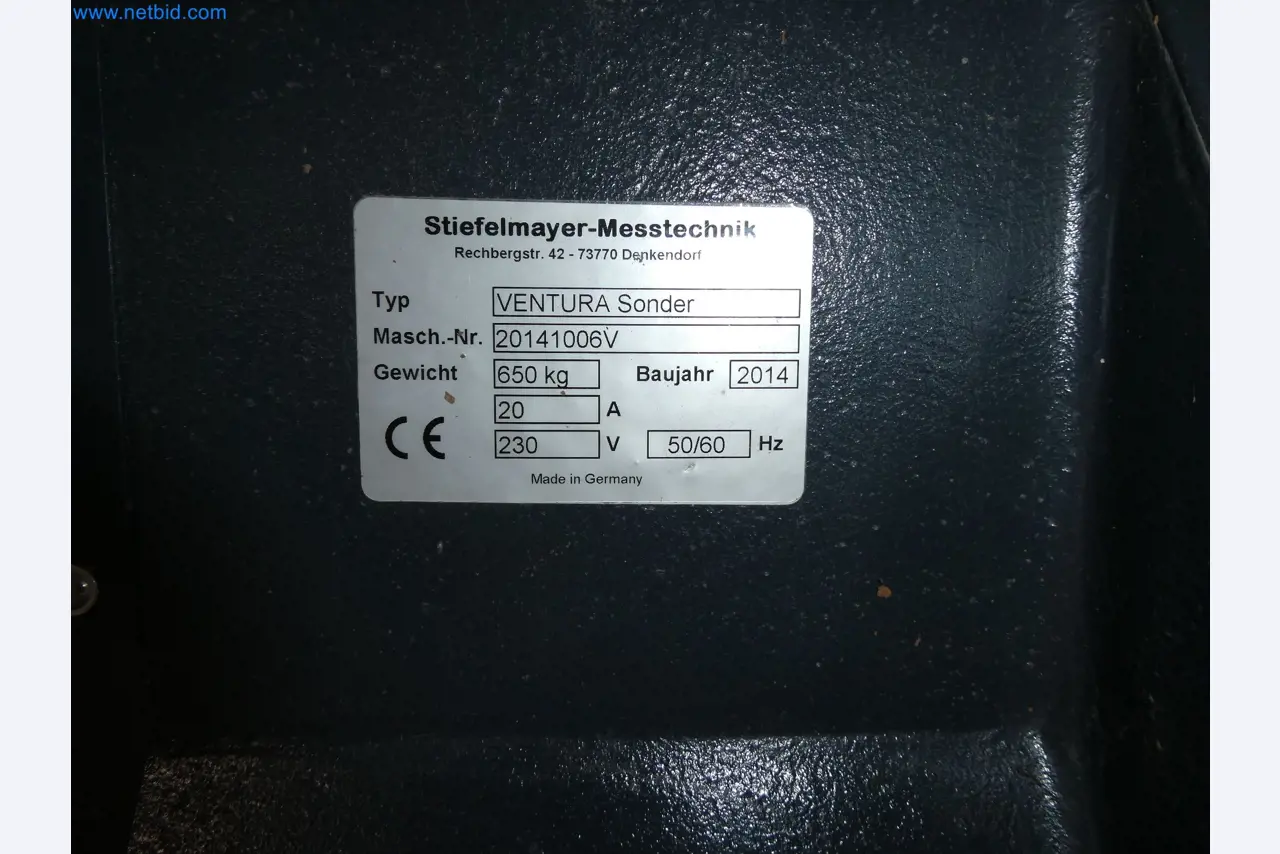 www.netbid.com
Stiefelmayer-Messtechnik
Rechbergstr. 42 - 73770 Denkendorf
Typ VENTURA Sonder
Masch.-Nr. 20141006V
Gewicht 650 kg Baujahr 2014
20 A
CE 230 V 50/60 Hz
Made in Germany